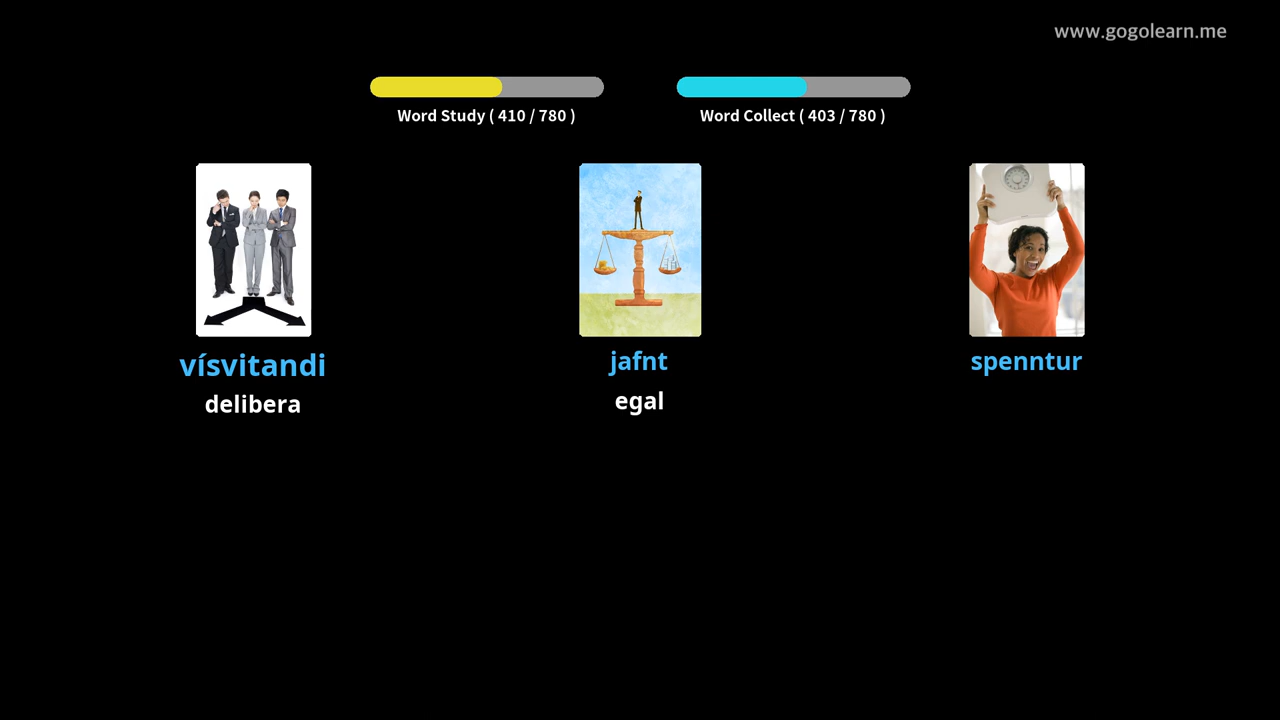 www.gogolearn.me
Word Study ( 410 / 780 )
Word Collect ( 403 / 780 )
vísvitandi
delibera
jafnt
egal
spenntur